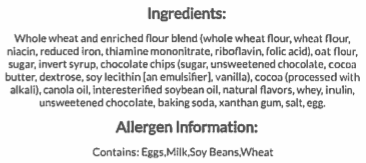 Ingredients:
Whole wheat and enriched flour blend (whole wheat flour, wheat flour,
niacin, reduced iron, thiamine mononitrate, riboflavin, folic acid), oat flour,
sugar, invert syrup, chocolate chips (sugar, unsweetened chocolate, cocoa
butter, dextrose, soy lecithin [an emulsifier], vanilla), cocoa (processed with
alkali), canola oil, interesterified soybean oil, natural flavors, whey, inulin,
unsweetened chocolate, baking soda, xanthan gum, salt, egg.
Allergen Information:
Contains: Eggs,Milk,Soy Beans,Wheat